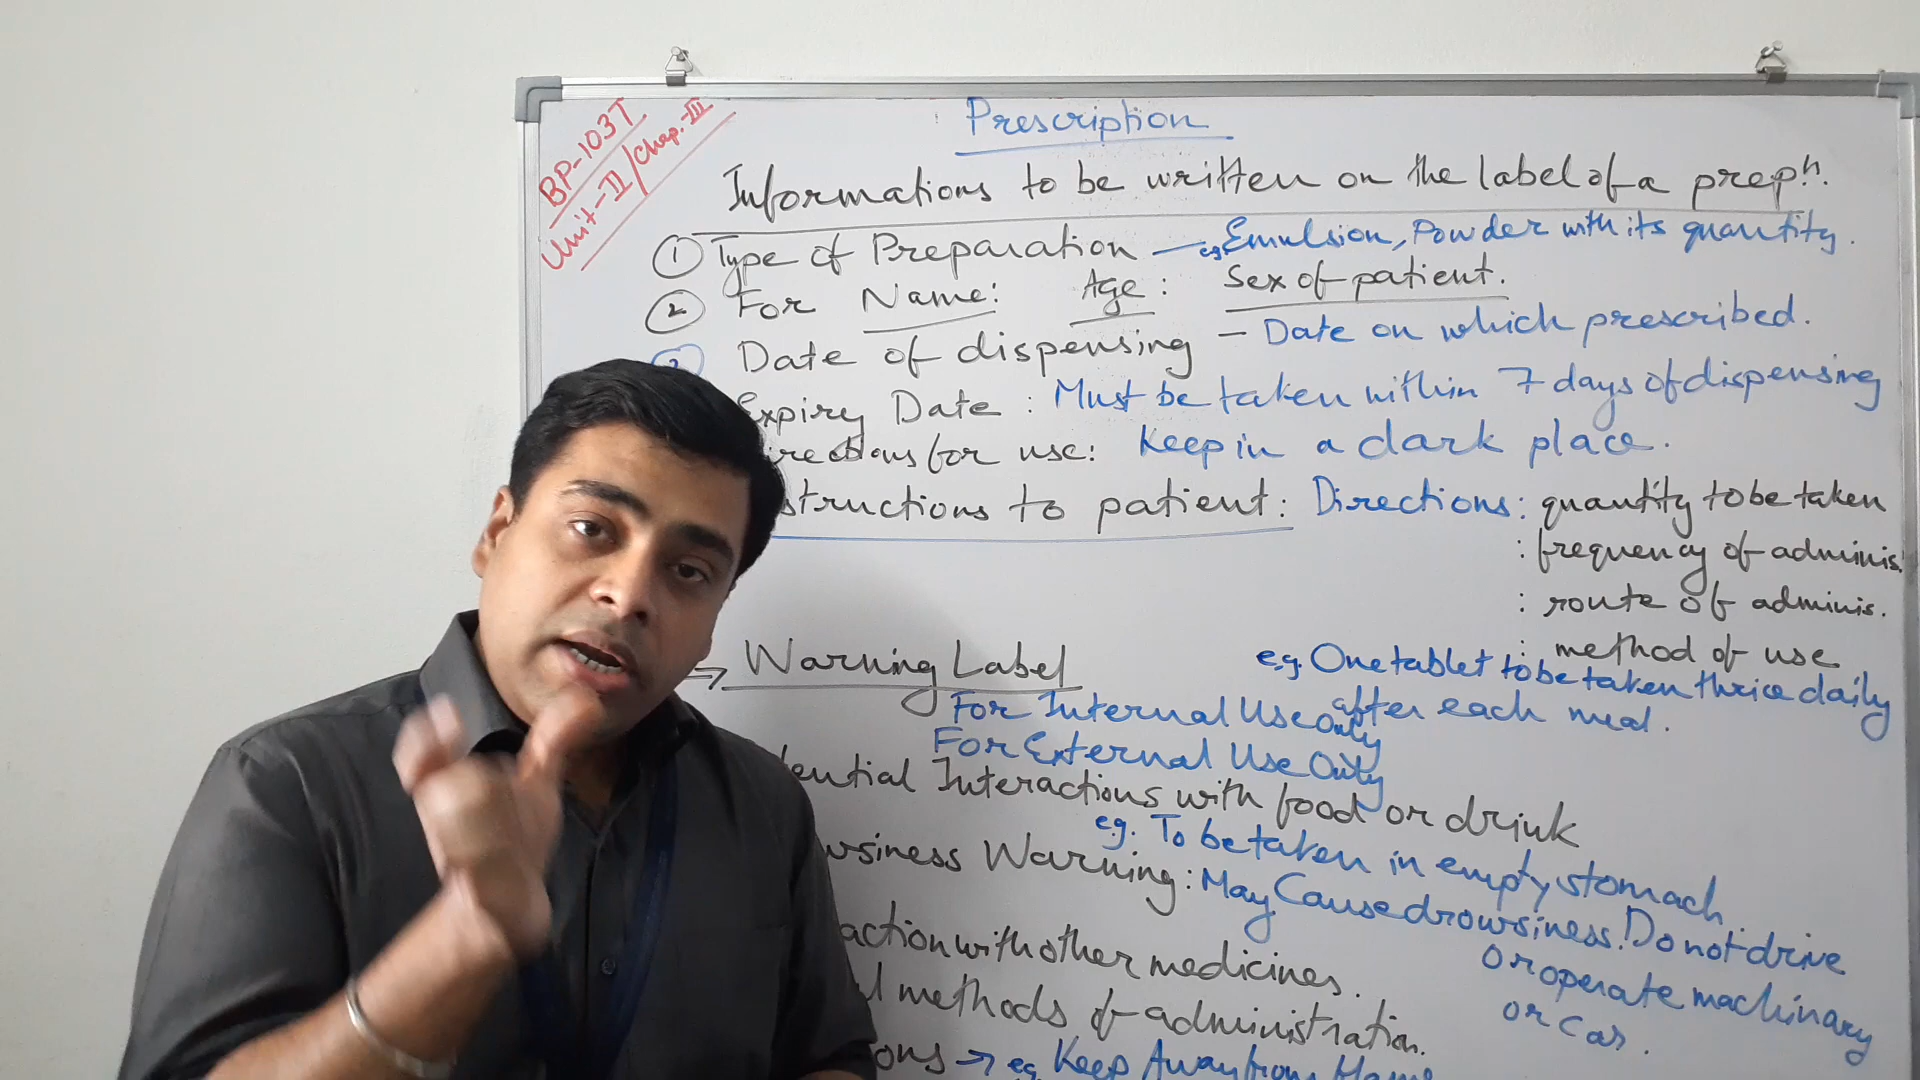 BP-103T
Unit-II/Chap.-III
Prescription
Informations to be written on the label of a prepⁿ.
① Type of Preparation — eg Emulsion, Powder with its quantity.
② For Name: Age: Sex of patient.
Date of dispensing – Date on which prescribed.
Expiry Date: Must be taken within 7 days of dispensing
irections for use: Keep in a dark place.
structions to patient: Directions: quantity to be taken
: frequency of adminis.
: route of adminis.
: method of use
e.g. One tablet to be taken thrice daily
after each meal.
→ Warning Label
For Internal Use Only
For External Use Only
ential Interactions with food or drink
e.g. To be taken in empty stomach.
wsiness Warning: May Cause drowsiness. Do not drive
or operate machinary
or car.
action with other medicines.
l methods of administration.
ons → eg. Keep Away from